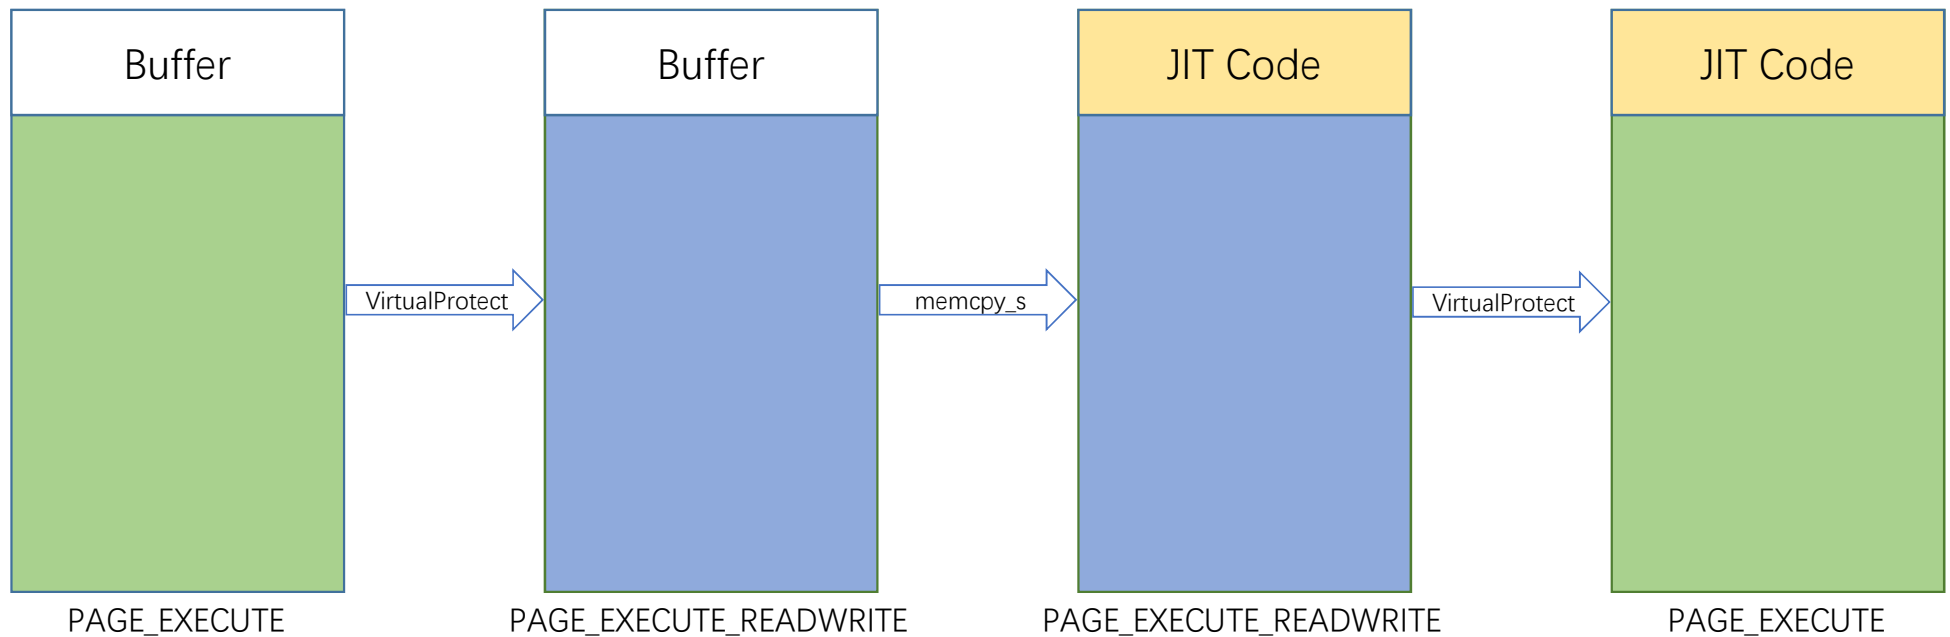 Buffer
Buffer
JIT Code
JIT Code
VirtualProtect
memcpy_s
VirtualProtect
PAGE_EXECUTE
PAGE_EXECUTE_READWRITE
PAGE_EXECUTE_READWRITE
PAGE_EXECUTE